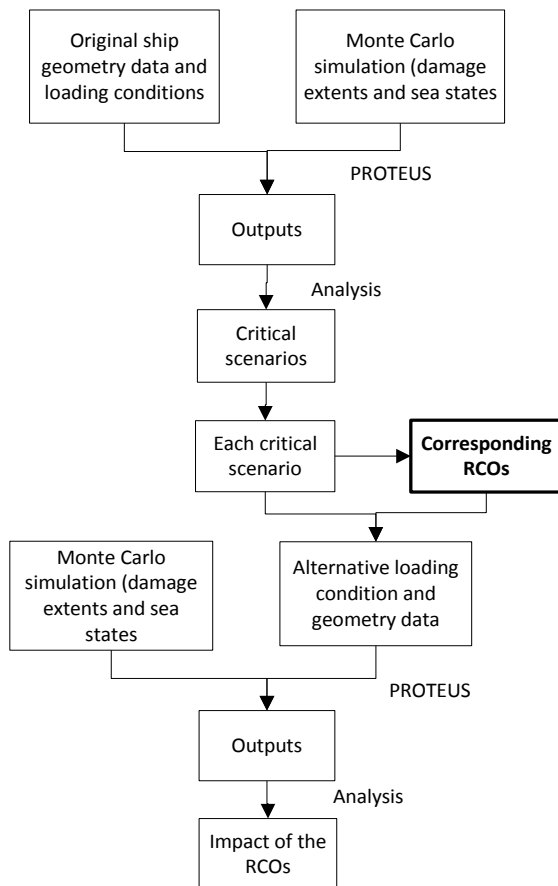 Original ship
geometry data and
loading conditions
Monte Carlo
simulation (damage
extents and sea states
PROTEUS
Outputs
Analysis
Critical
scenarios
Each critical
scenario
Corresponding
RCOs
Monte Carlo
simulation (damage
extents and sea
states
Alternative loading
condition and
geometry data
PROTEUS
Outputs
Analysis
Impact of the
RCOs